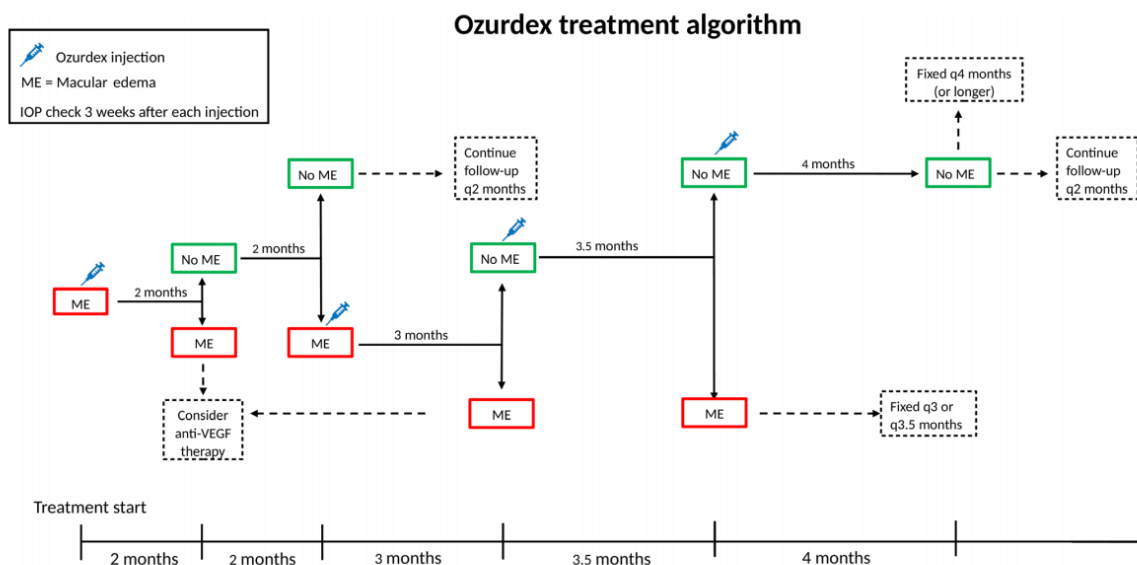 Ozurdex treatment algorithm
Ozurdex injection
ME = Macular edema
IOP check 3 weeks after each injection
Fixed q4 months
(or longer)
Continue
follow-up
q2 months
Continue
follow-up
q2 months
No ME
No ME
4 months
No ME
No ME
2 months
No ME
3.5 months
ME
2 months
ME
ME
3 months
ME
ME
Fixed q3 or
q3.5 months
Consider
anti-VEGF
therapy
Treatment start
2 months
2 months
3 months
3.5 months
4 months